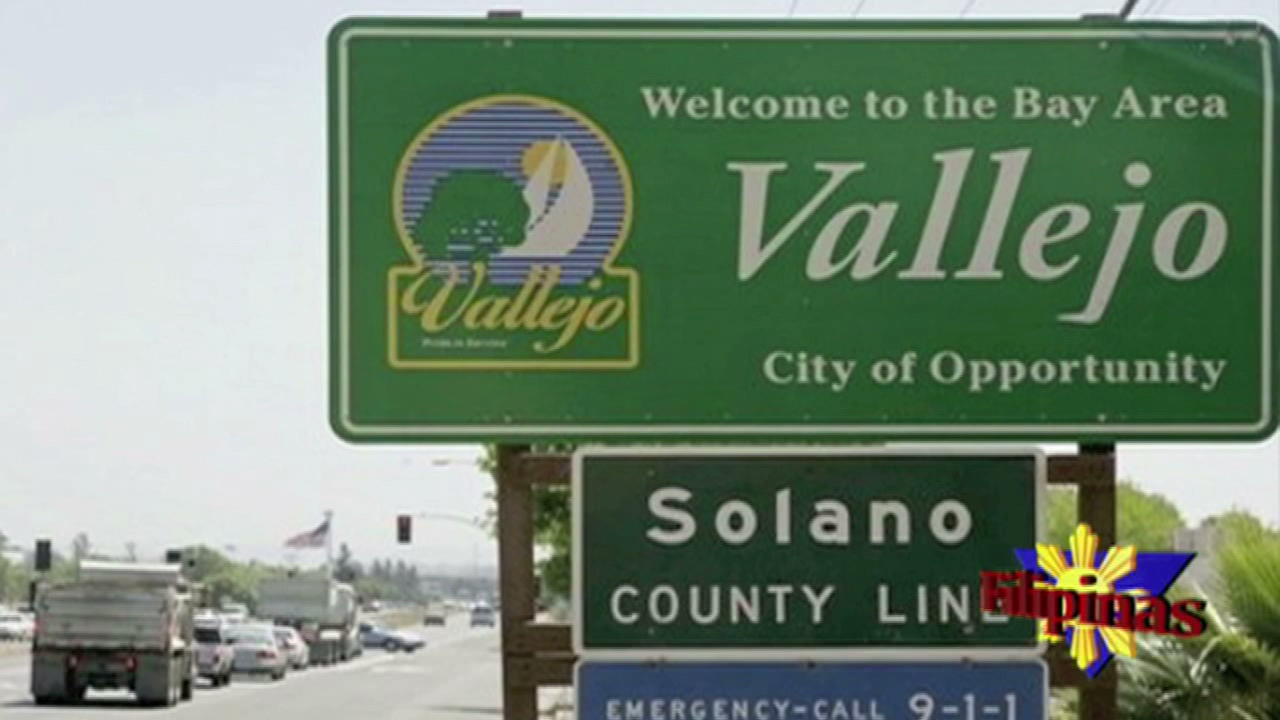 Welcome to the Bay Area
Vallejo
Vallejo
City of Opportunity
Solano
COUNTY LINE
Filipinas
EMERGENCY-CALL 9-1-1